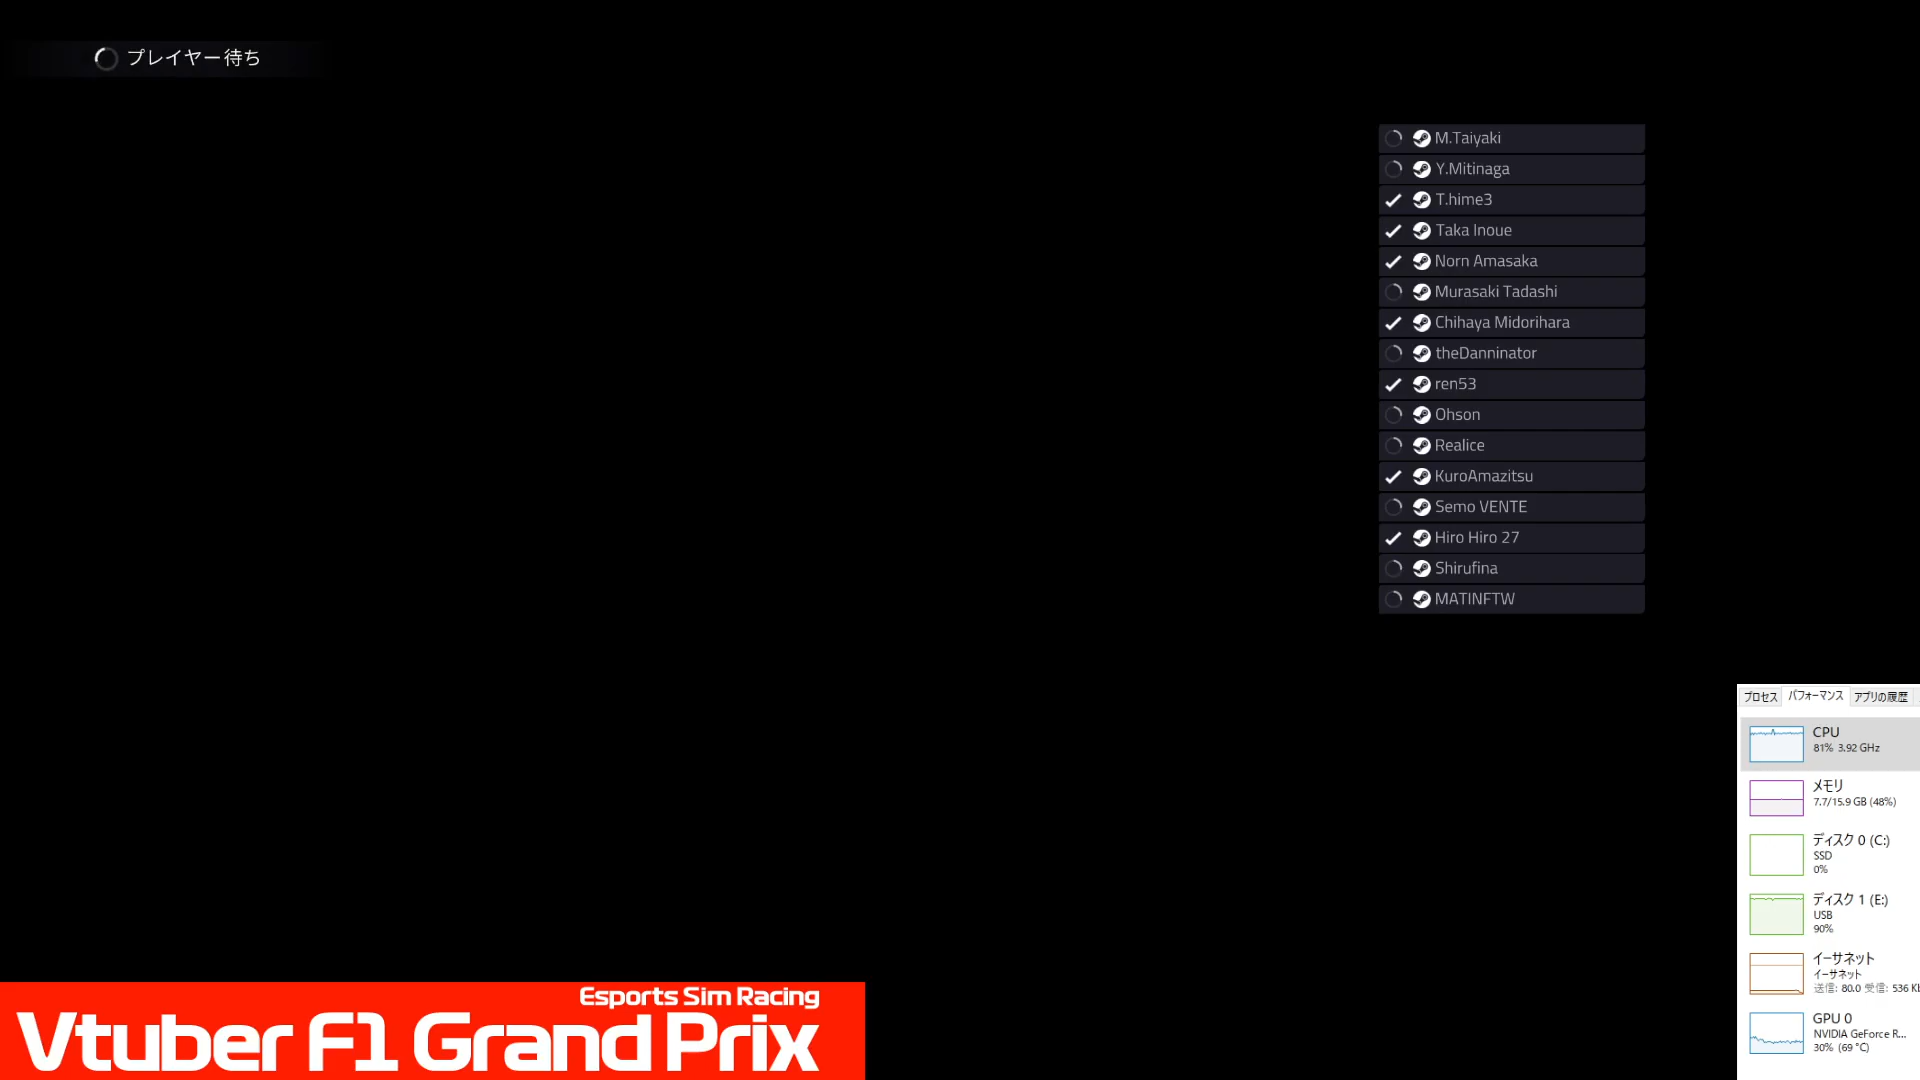 プレイヤー待ち
M.Taiyaki
Y.Mitinaga
T.hime3
Taka Inoue
Norn Amasaka
Murasaki Tadashi
Chihaya Midorihara
theDanninator
ren53
Ohson
Realice
KuroAmazitsu
Semo VENTE
Hiro Hiro 27
Shirufina
MATINFTW
プロセス パフォーマンス アプリの履歴
CPU
81% 3.92 GHz
メモリ
7.7/15.9 GB (48%)
ディスク 0 (C:)
SSD
0%
ディスク 1 (E:)
USB
90%
イーサネット
イーサネット
送信: 80.0 受信: 536 Kb
GPU 0
NVIDIA GeForce R...
30% (69 °C)
Esports Sim Racing
Vtuber F1 Grand Prix